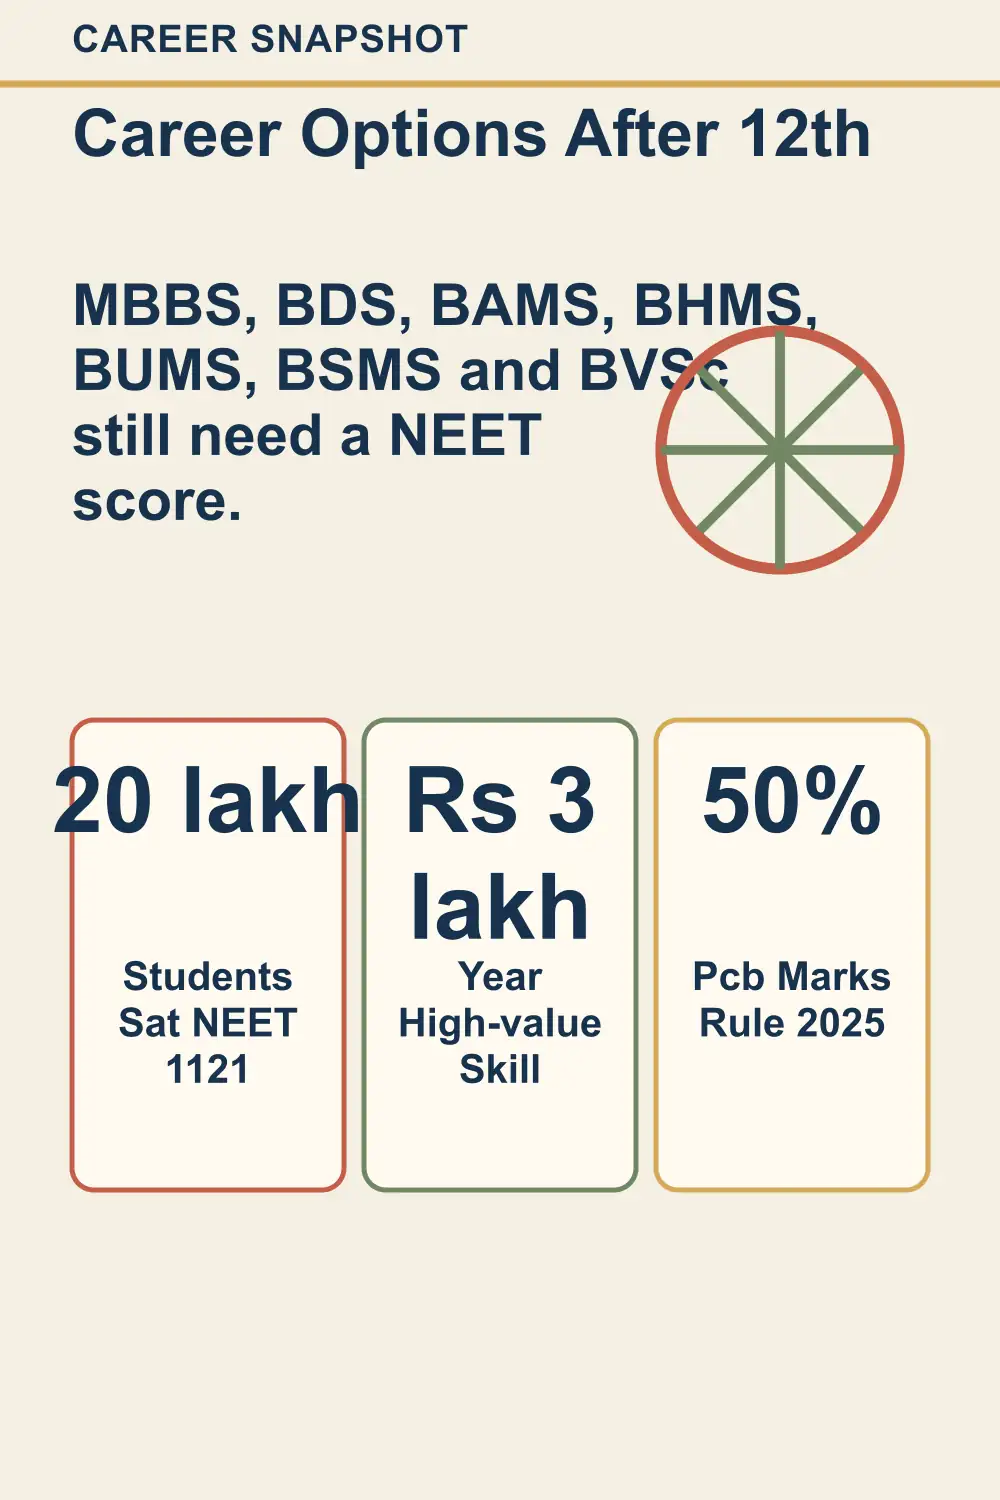 CAREER SNAPSHOT
Career Options After 12th
MBBS, BDS, BAMS, BHMS,
BUMS, BSMS and BVSc
still need a NEET
score.
20 lakh
Students
Sat NEET
1121
Rs 3
lakh
Year
High-value
Skill
50%
Pcb Marks
Rule 2025